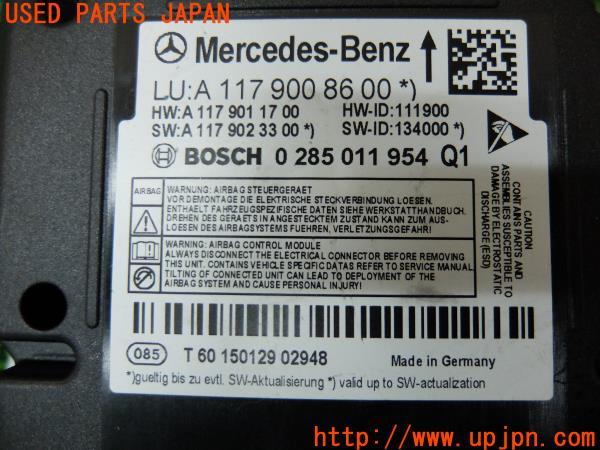 USED PARTS JAPAN
Mercedes-Benz
LU:A 117 900 86 00 *)
HW:A 117 901 17 00 HW-ID:111900
SW:A 117 902 33 00 *) SW-ID:134000 *)
BOSCH 0 285 011 954 Q1
AIRBAG
WARNUNG: AIRBAG STEUERGERAET
VOR DEMONTAGE DIE ELEKTRISCHE STECKVERBINDUNG LOESEN.
ENTHAELT FAHRZEUGSPEZIFISCHE DATEN SIEHE WERKSTATTHANDBUCH.
DREHEN DES GERAETS IN ANGESTECKTEM ZUSTAND KANN ZUM AUS-
LOESEN DES AIRBAGSYSTEMS FUEHREN, VERLETZUNGSGEFAHR!
WARNING: AIRBAG CONTROL MODULE
ALWAYS DISCONNECT THE ELECTRICAL CONNECTOR BEFORE REMOVING
THIS UNIT. CONTAINS VEHICLE SPECIFIC DATAS REFER TO SERVICE MANUAL.
TILTING OF CONNECTED UNIT CAN LEAD TO DEPLOYMENT OF THE
AIRBAG SYSTEM AND CAUSE PERSONAL INJURY!
CAUTION
CONTAINS PARTS AND
ASSEMBLIES SUSCEPTIBLE TO
DAMAGE BY ELECTROSTATIC
DISCHARGE (ESD)
085 T 60 150129 02948 Made in Germany
*)gueltig bis zu evtl. SW-Aktualisierung *) valid up to SW-actualization
UPJ
www.upjpn.com